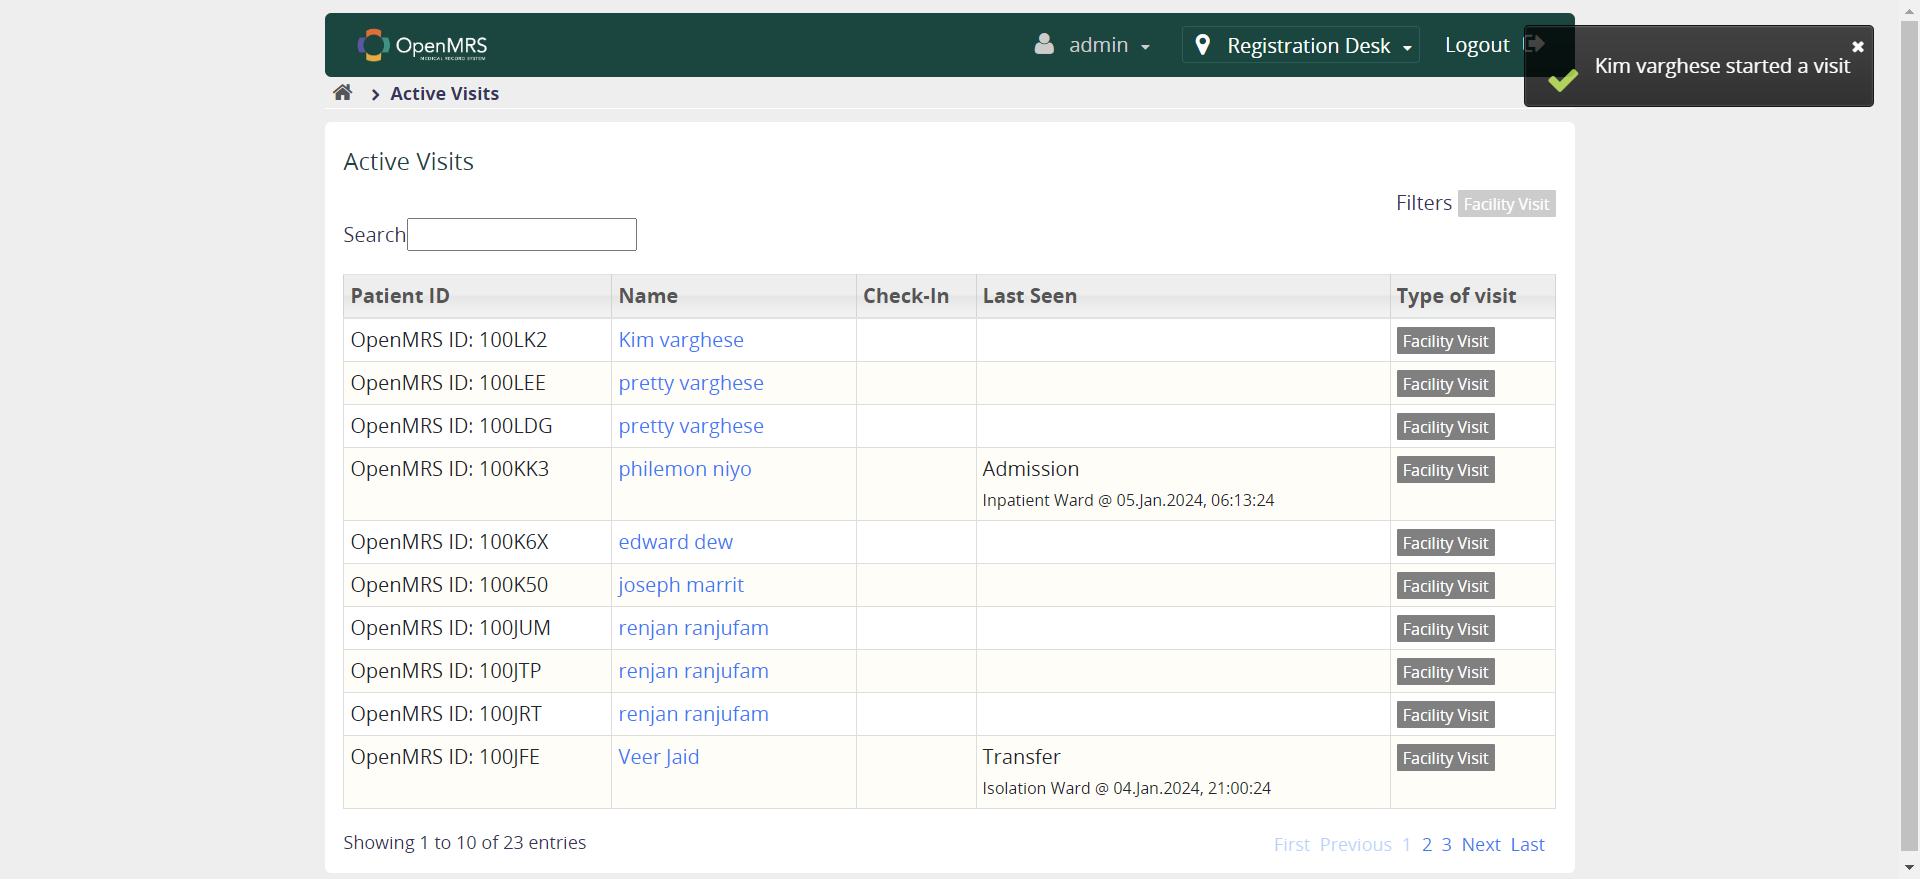 OpenMRS
MEDICAL RECORD SYSTEM
admin
Registration Desk
Logout
Kim varghese started a visit
Active Visits
Active Visits
Filters Facility Visit
Search
Patient ID Name Check-In Last Seen Type of visit
OpenMRS ID: 100LK2 Kim varghese Facility Visit
OpenMRS ID: 100LEE pretty varghese Facility Visit
OpenMRS ID: 100LDG pretty varghese Facility Visit
OpenMRS ID: 100KK3 philemon niyo Admission Facility Visit
Inpatient Ward @ 05.Jan.2024, 06:13:24
OpenMRS ID: 100K6X edward dew Facility Visit
OpenMRS ID: 100K50 joseph marrit Facility Visit
OpenMRS ID: 100JUM renjan ranjufam Facility Visit
OpenMRS ID: 100JTP renjan ranjufam Facility Visit
OpenMRS ID: 100JRT renjan ranjufam Facility Visit
OpenMRS ID: 100JFE Veer Jaid Transfer Facility Visit
Isolation Ward @ 04.Jan.2024, 21:00:24
Showing 1 to 10 of 23 entries First Previous 1 2 3 Next Last